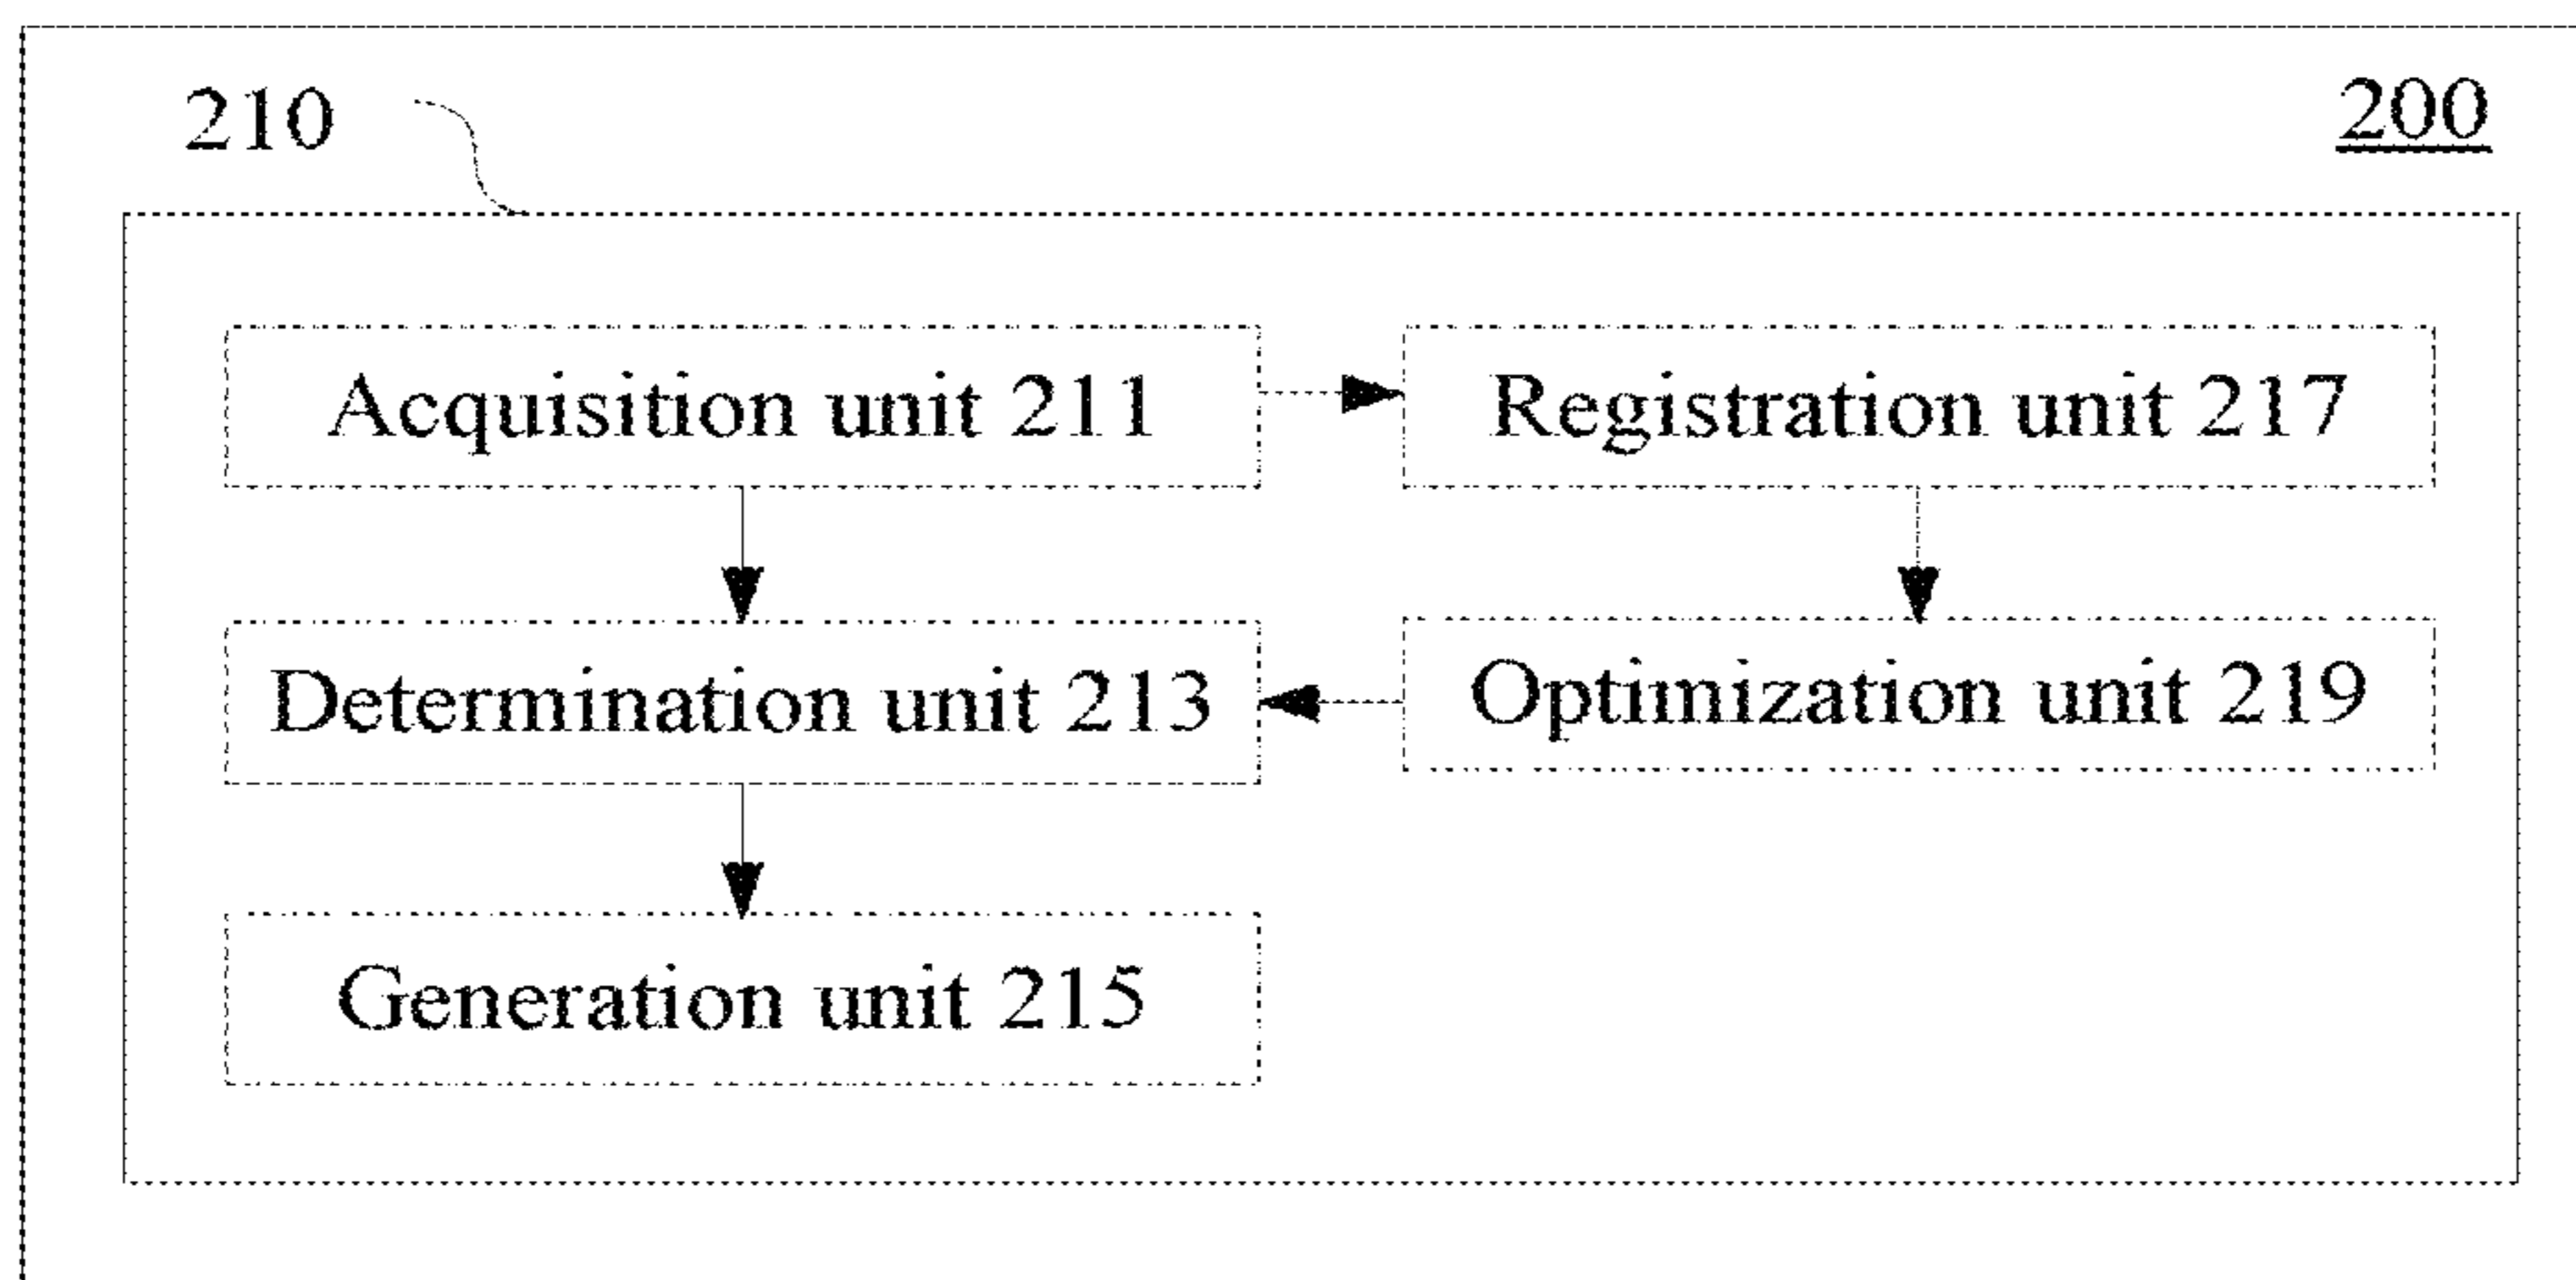 210
200
Acquisition unit 211
Registration unit 217
Determination unit 213
Optimization unit 219
Generation unit 215